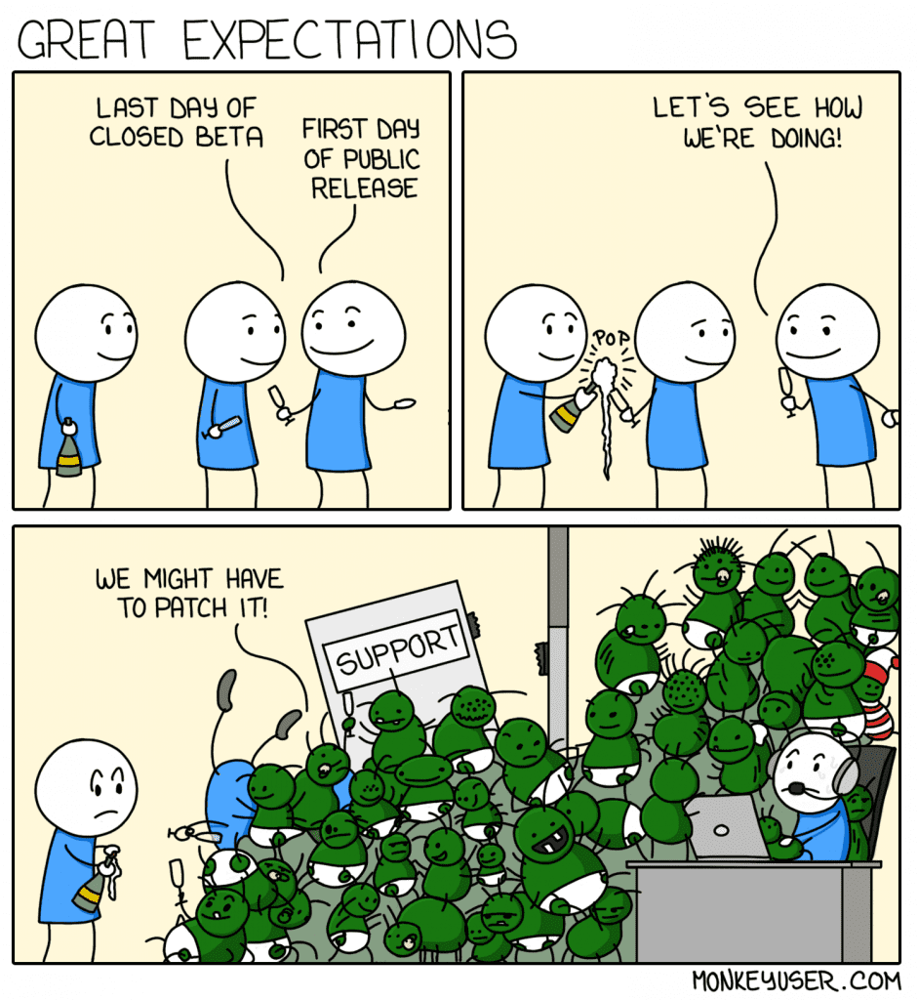 GREAT EXPECTATIONS
LAST DAY OF
CLOSED BETA
FIRST DAY
OF PUBLIC
RELEASE
LET'S SEE HOW
WE'RE DOING!
POP
WE MIGHT HAVE
TO PATCH IT!
SUPPORT
MONKEYUSER.COM